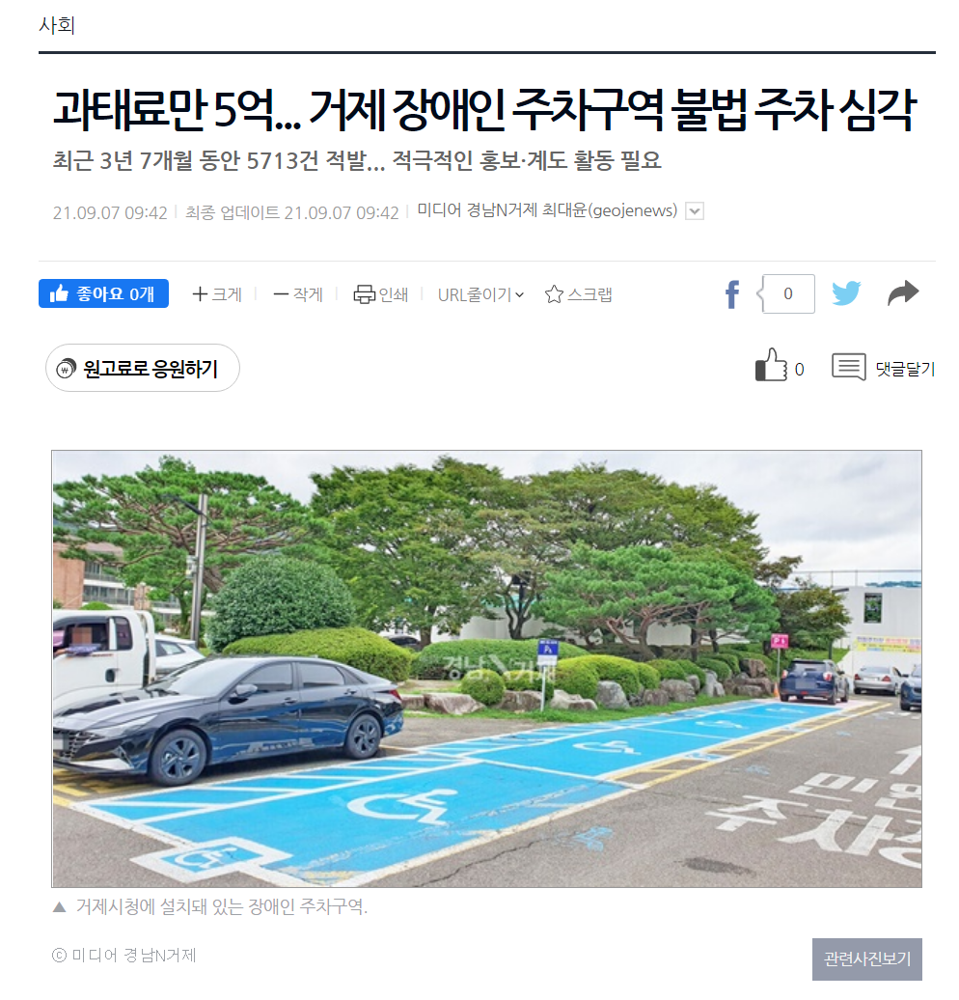 사회
과태료만 5억... 거제 장애인 주차구역 불법 주차 심각
최근 3년 7개월 동안 5713건 적발... 적극적인 홍보·계도 활동 필요
21.09.07 09:42 최종 업데이트 21.09.07 09:42 미디어 경남N거제 최대윤(geojenews)
좋아요 0개 크게 작게 인쇄 URL줄이기 스크랩 0
원고료로 응원하기 0 댓글달기
경남N거제
민원
주차장
▲ 거제시청에 설치돼 있는 장애인 주차구역.
ⓒ 미디어 경남N거제
관련사진보기